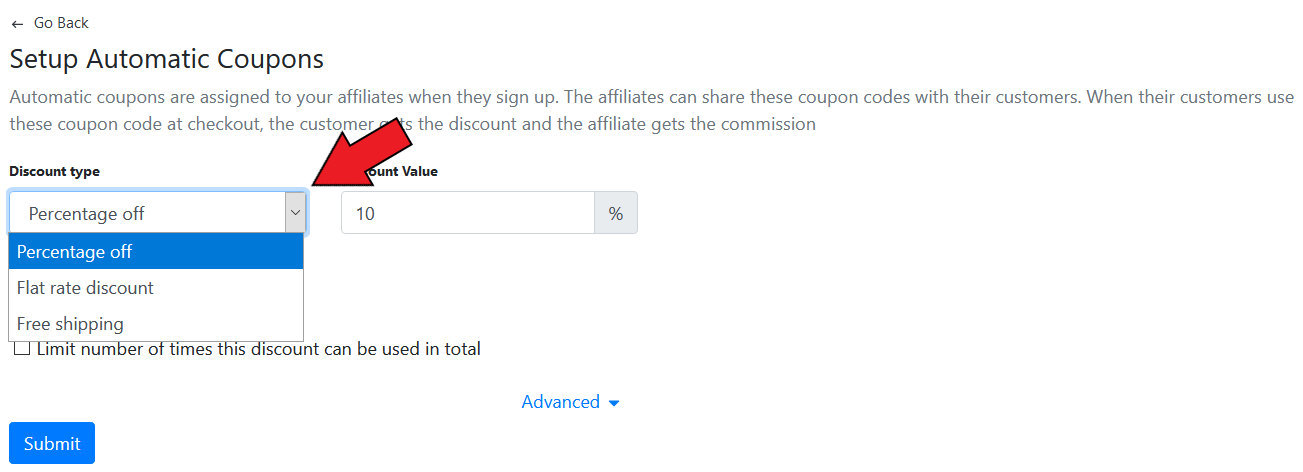 ← Go Back
Setup Automatic Coupons
Automatic coupons are assigned to your affiliates when they sign up. The affiliates can share these coupon codes with their customers. When their customers use
these coupon code at checkout, the customer the discount and the affiliate gets the commission
Discount type
Value
Percentage off
10 %
Percentage off
Flat rate discount
Free shipping
Limit number of times this discount can be used in total
Advanced
Submit